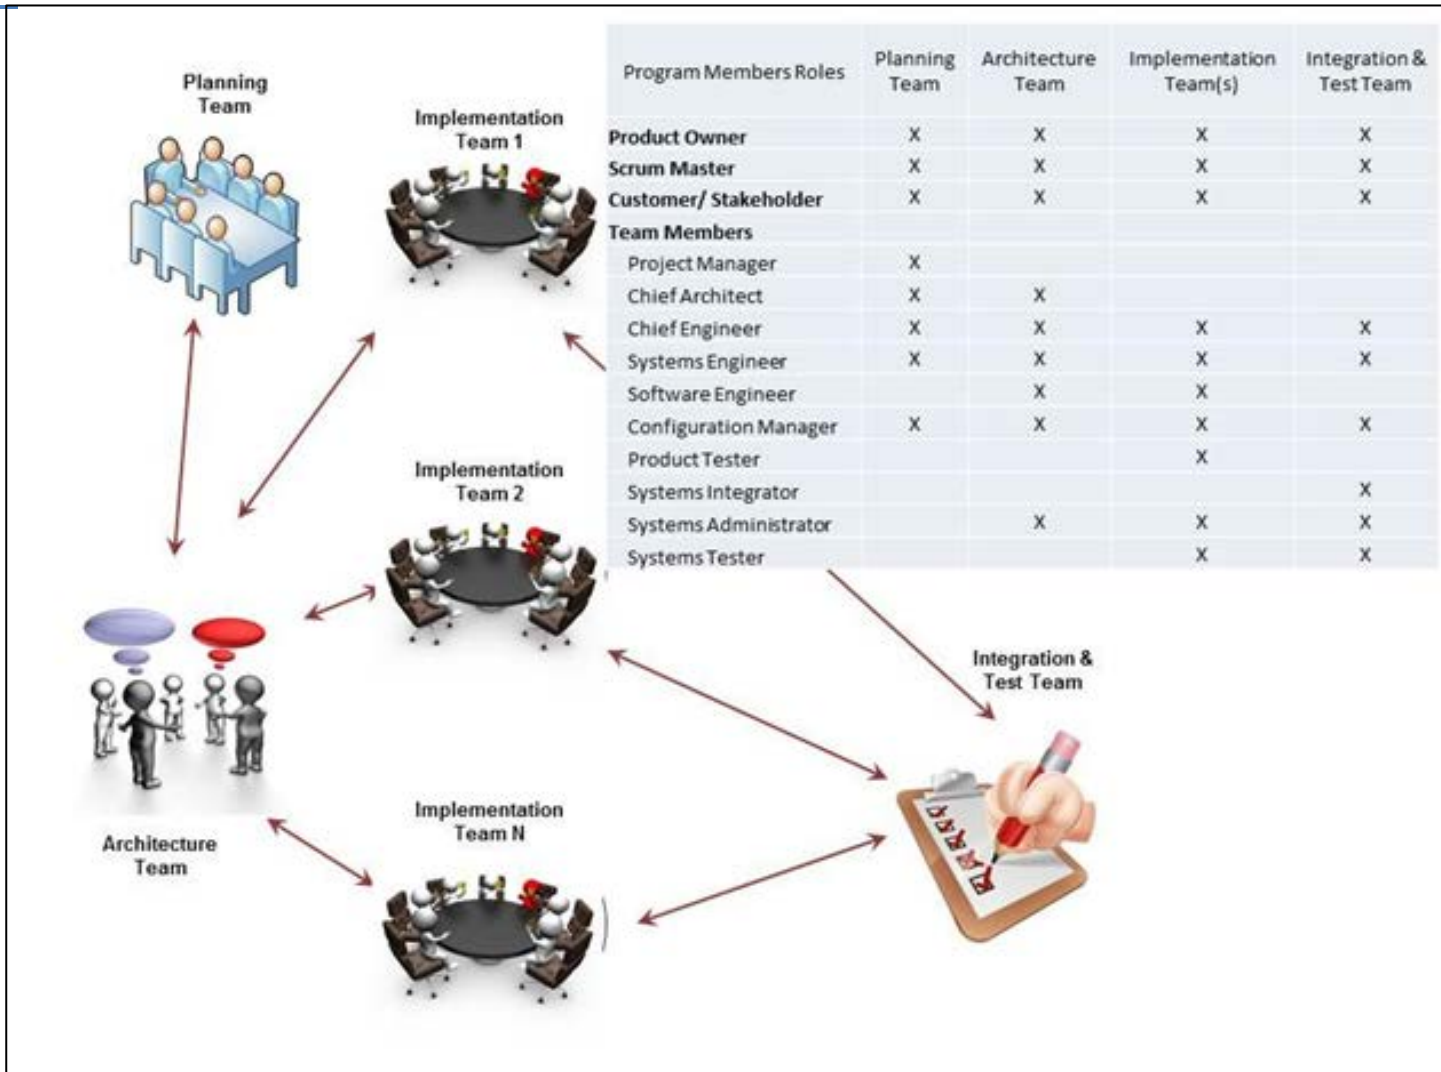 Planning
Team
Implementation
Team 1
Program Members Roles
Planning
Team
Architecture
Team
Implementation
Team(s)
Integration &
Test Team
Product Owner X X X X
Scrum Master X X X X
Customer/ Stakeholder X X X X
Team Members
Project Manager X
Chief Architect X X
Chief Engineer X X X X
Systems Engineer X X X X
Software Engineer X X
Configuration Manager X X X X
Product Tester X
Systems Integrator X
Systems Administrator X X X
Systems Tester X X
Implementation
Team 2
Integration &
Test Team
Architecture
Team
Implementation
Team N